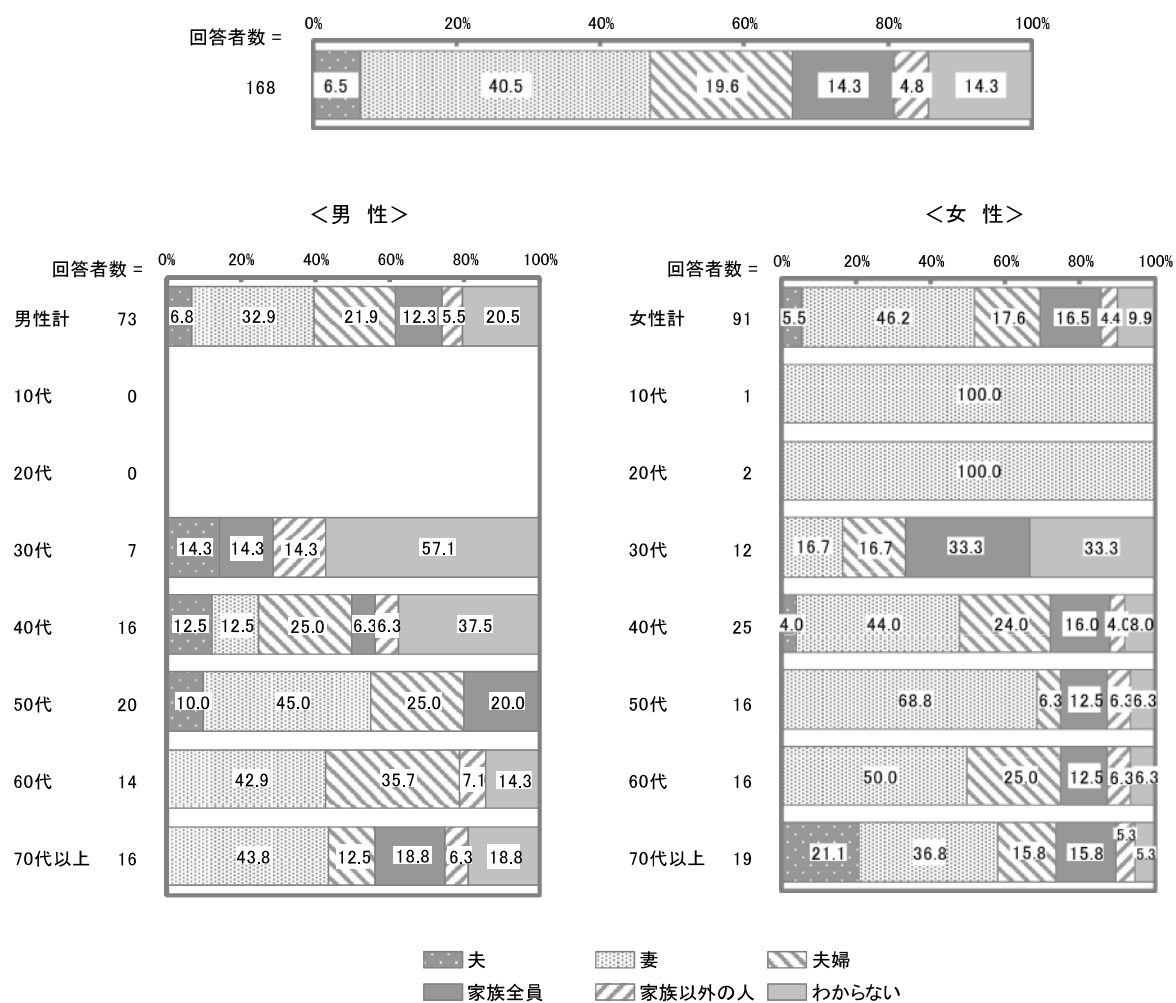 0% 20% 40% 60% 80% 100%
回答者数 =
168 6.5 40.5 19.6 14.3 4.8 14.3
＜男 性＞
0% 20% 40% 60% 80% 100%
回答者数 =
男性計 73 6.8 32.9 21.9 12.3 5.5 20.5
10代 0
20代 0
30代 7 14.3 14.3 14.3 57.1
40代 16 12.5 12.5 25.0 6.3 6.3 37.5
50代 20 10.0 45.0 25.0 20.0
60代 14 42.9 35.7 7.1 14.3
70代以上 16 43.8 12.5 18.8 6.3 18.8
＜女 性＞
0% 20% 40% 60% 80% 100%
回答者数 =
女性計 91 5.5 46.2 17.6 16.5 4.4 9.9
10代 1 100.0
20代 2 100.0
30代 12 16.7 16.7 33.3 33.3
40代 25 4.0 44.0 24.0 16.0 4.0 8.0
50代 16 68.8 6.3 12.5 6.3 6.3
60代 16 50.0 25.0 12.5 6.3 6.3
70代以上 19 21.1 36.8 15.8 15.8 5.3 5.3
夫 妻 夫婦
家族全員 家族以外の人 わからない